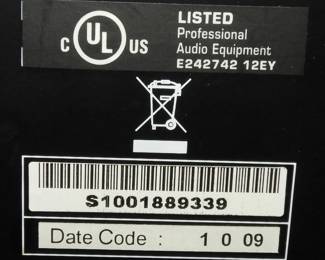 LISTED
C UL US
Professional
Audio Equipment
E242742 12EY
S1001889339
Date Code : 1 0 09